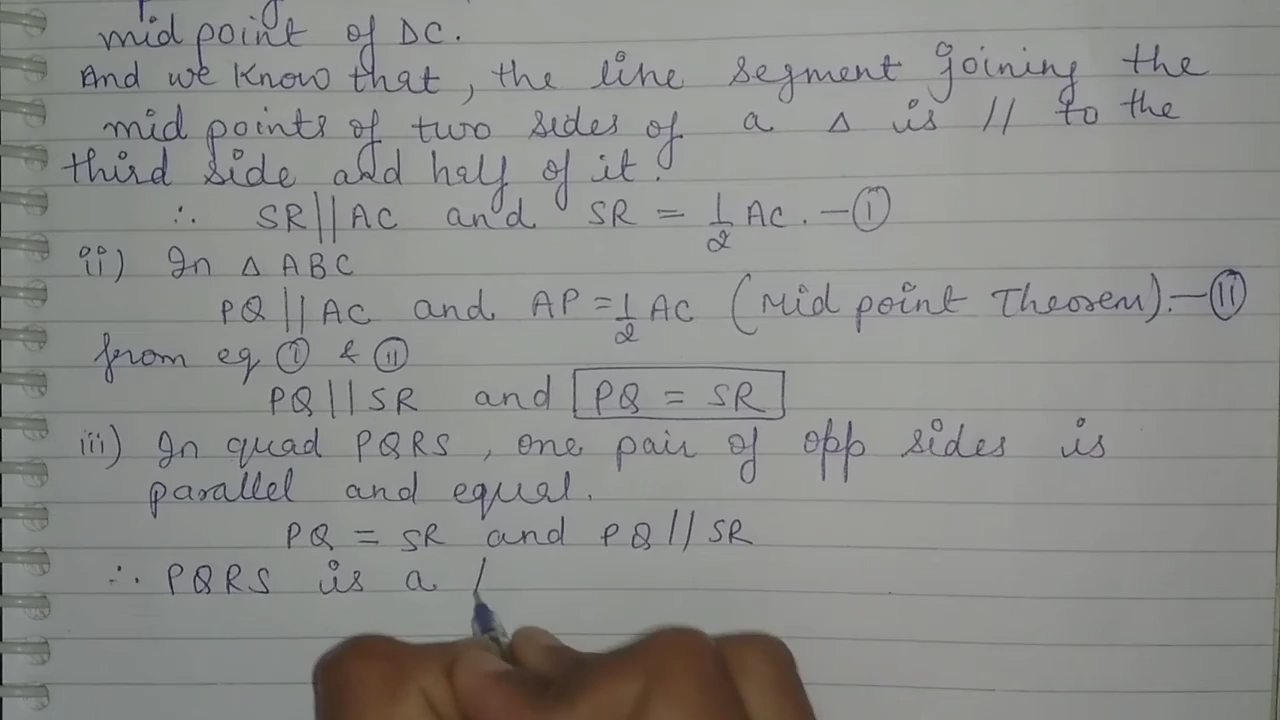 mid point of DC.
And we know that, the line segment joining the
mid points of two sides of a Δ is // to the
third side and half of it.
∴ SR||AC and SR = 1/2 AC. – (i)
ii) In Δ ABC
PQ||AC and AP = 1/2 AC (Mid point Theorem). – (ii)
from eq (i) & (ii)
PQ||SR and PQ = SR
iii) In quad PQRS, one pair of opp sides is
parallel and equal.
PQ = SR and PQ//SR
∴ PQRS is a